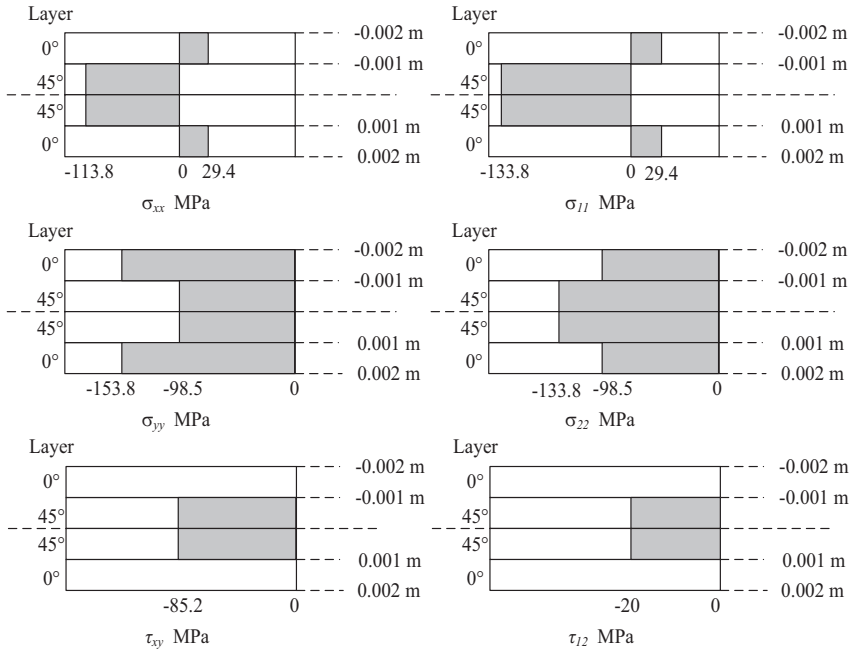 Layer
0°
45°
45°
0°
-0.002 m
-0.001 m
0.001 m
0.002 m
-113.8 0 29.4
σxx MPa
0°
45°
45°
0°
-0.002 m
-0.001 m
0.001 m
0.002 m
-133.8 0 29.4
σ11 MPa
Layer
0°
45°
45°
0°
-0.002 m
-0.001 m
0.001 m
0.002 m
-153.8 -98.5 0
σyy MPa
0°
45°
45°
0°
-0.002 m
-0.001 m
0.001 m
0.002 m
-133.8 -98.5 0
σ22 MPa
Layer
0°
45°
45°
0°
-0.002 m
-0.001 m
0.001 m
0.002 m
-85.2 0
τxy MPa
0°
45°
45°
0°
-0.002 m
-0.001 m
0.001 m
0.002 m
-20 0
τ12 MPa